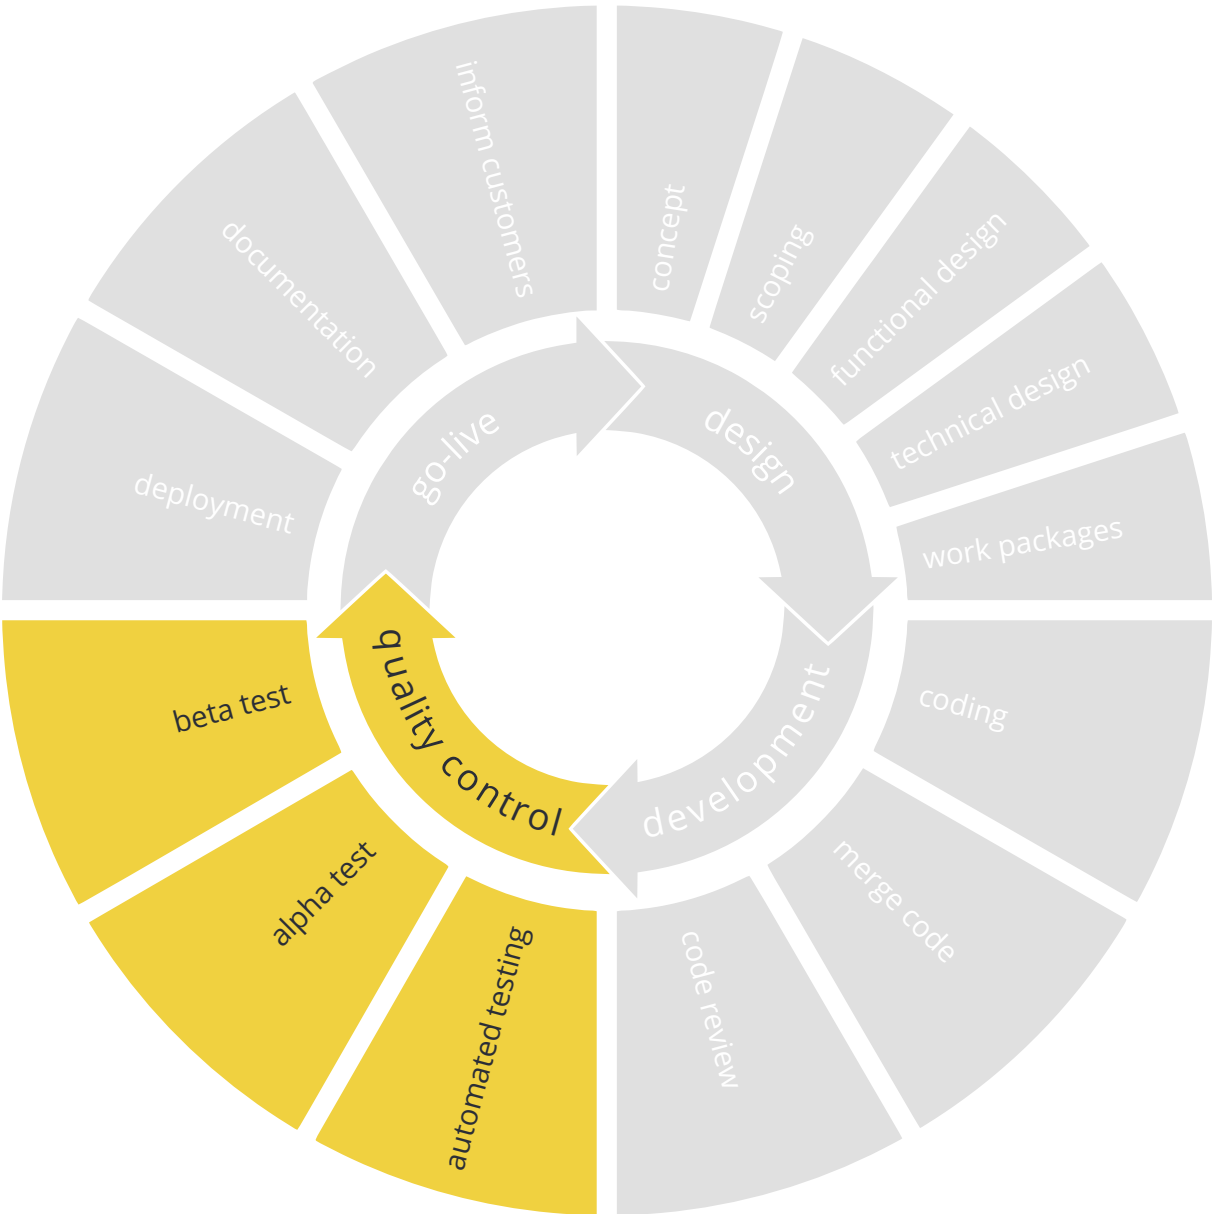 concept
scoping
functional design
technical design
work packages
coding
merge code
code review
automated testing
alpha test
beta test
deployment
documentation
inform customers
design
development
quality control
go-live